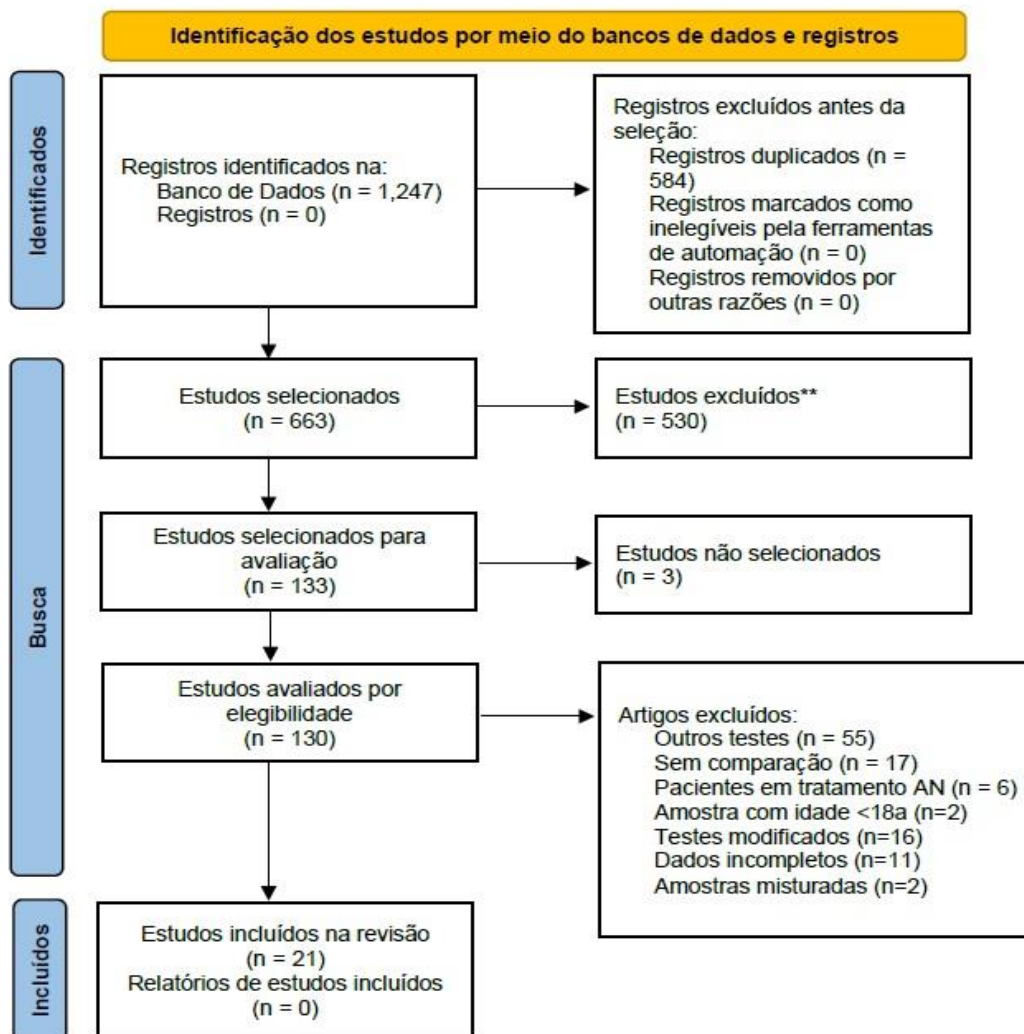 Identificação dos estudos por meio do bancos de dados e registros
Identificados
Registros identificados na:
Banco de Dados (n = 1,247)
Registros (n = 0)
Registros excluídos antes da
seleção:
Registros duplicados (n =
584)
Registros marcados como
inelegíveis pela ferramentas
de automação (n = 0)
Registros removidos por
outras razões (n = 0)
Busca
Estudos selecionados
(n = 663)
Estudos excluídos**
(n = 530)
Estudos selecionados para
avaliação
(n = 133)
Estudos não selecionados
(n = 3)
Estudos avaliados por
elegibilidade
(n = 130)
Artigos excluídos:
Outros testes (n = 55)
Sem comparação (n = 17)
Pacientes em tratamento AN (n = 6)
Amostra com idade <18a (n=2)
Testes modificados (n=16)
Dados incompletos (n=11)
Amostras misturadas (n=2)
Incluídos
Estudos incluídos na revisão
(n = 21)
Relatórios de estudos incluídos
(n = 0)